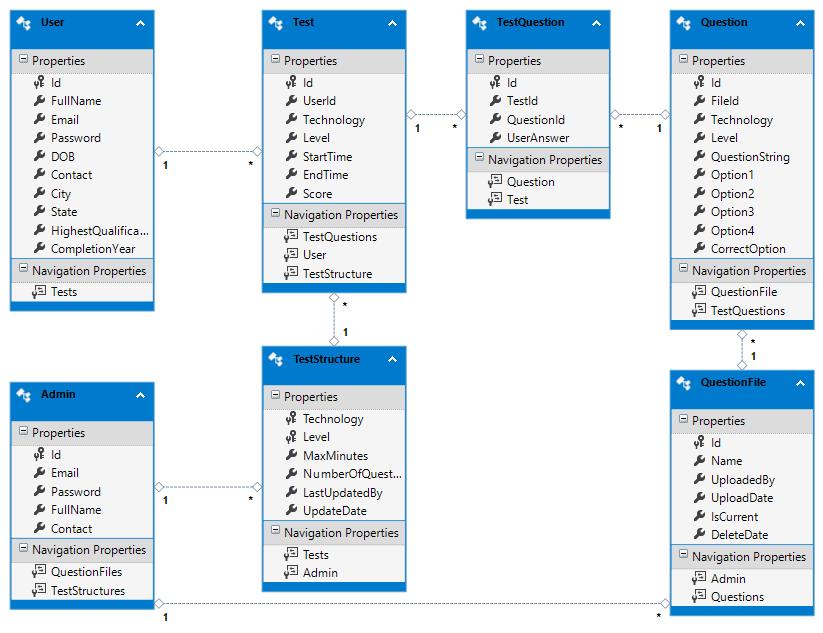 User
Properties
Id
FullName
Email
Password
DOB
Contact
City
State
HighestQualifica...
CompletionYear
Navigation Properties
Tests
1
*
Test
Properties
Id
UserId
Technology
Level
StartTime
EndTime
Score
Navigation Properties
TestQuestions
User
TestStructure
1
*
*
1
TestQuestion
Properties
Id
TestId
QuestionId
UserAnswer
Navigation Properties
Question
Test
*
1
Question
Properties
Id
FileId
Technology
Level
QuestionString
Option1
Option2
Option3
Option4
CorrectOption
Navigation Properties
QuestionFile
TestQuestions
*
1
Admin
Properties
Id
Email
Password
FullName
Contact
Navigation Properties
QuestionFiles
TestStructures
1
*
1
*
TestStructure
Properties
Technology
Level
MaxMinutes
NumberOfQuest...
LastUpdatedBy
UpdateDate
Navigation Properties
Tests
Admin
QuestionFile
Properties
Id
Name
UploadedBy
UploadDate
IsCurrent
DeleteDate
Navigation Properties
Admin
Questions